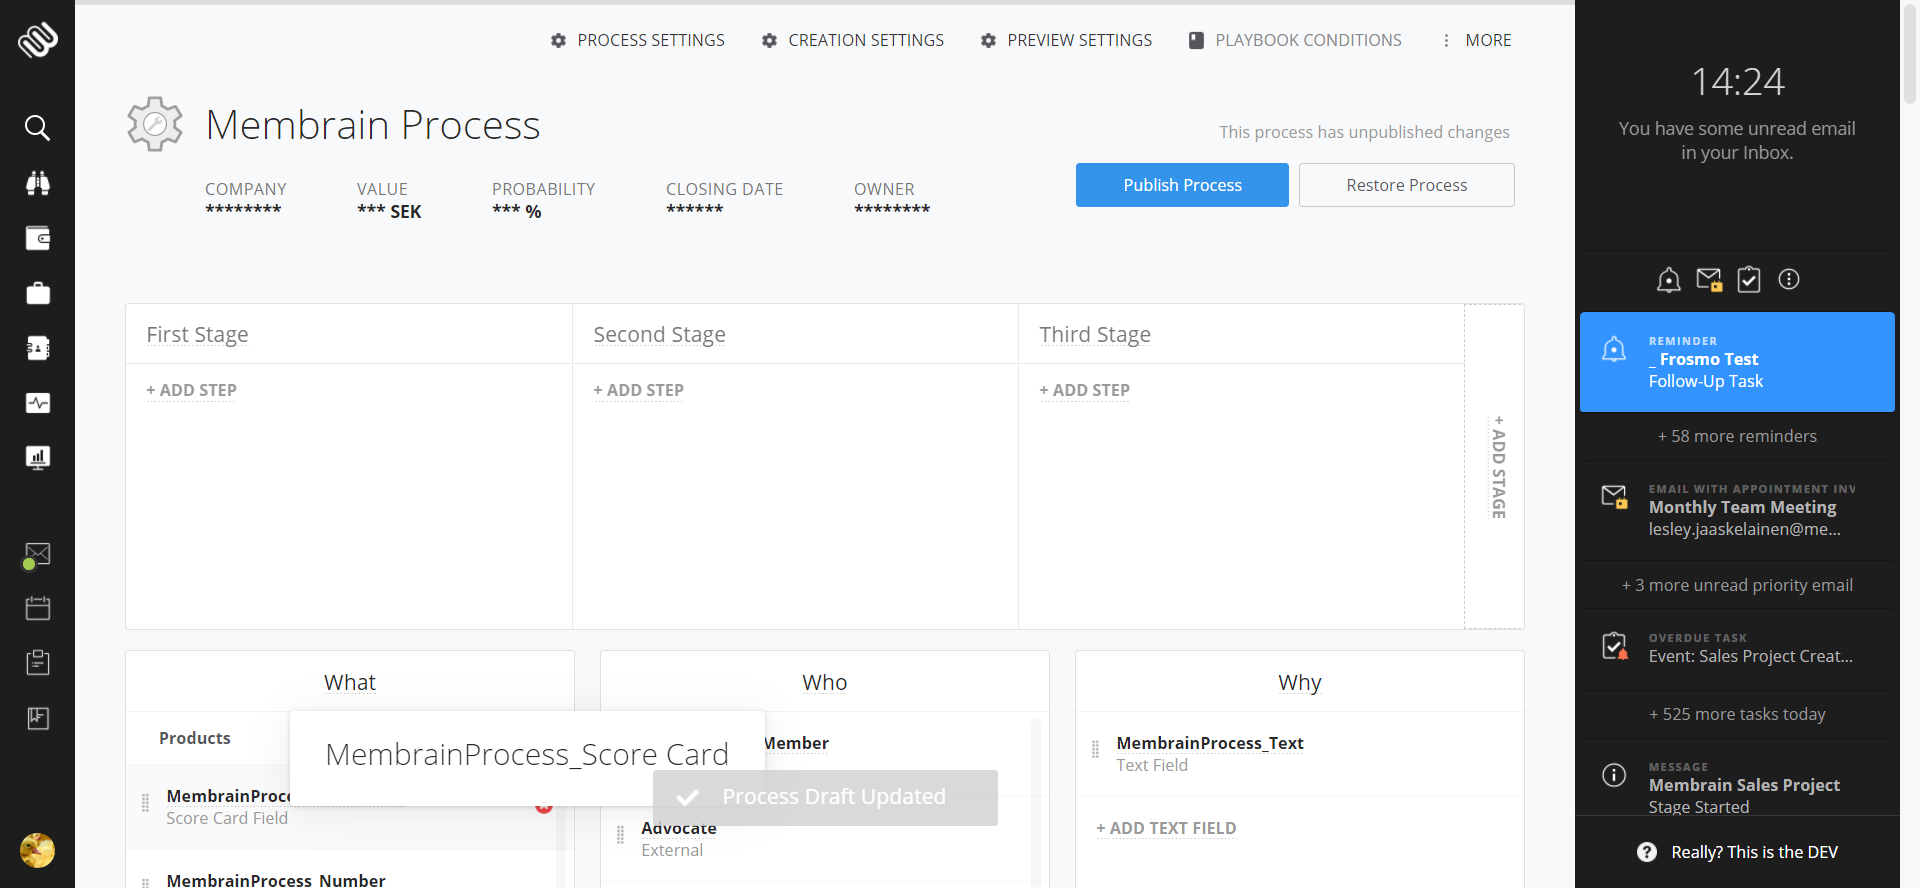 PROCESS SETTINGS
CREATION SETTINGS
PREVIEW SETTINGS
PLAYBOOK CONDITIONS
MORE
Membrain Process
This process has unpublished changes
COMPANY
********
VALUE
*** SEK
PROBABILITY
*** %
CLOSING DATE
******
OWNER
********
Publish Process
Restore Process
First Stage
Second Stage
Third Stage
+ ADD STEP
+ ADD STEP
+ ADD STEP
+ ADD STAGE
What
Products
MembrainProce
Score Card Field
MembrainProcess_Number
MembrainProcess_Score Card
Process Draft Updated
Who
Member
Advocate
External
Why
MembrainProcess_Text
Text Field
+ ADD TEXT FIELD
14:24
You have some unread email
in your Inbox.
REMINDER
_ Frosmo Test
Follow-Up Task
+ 58 more reminders
EMAIL WITH APPOINTMENT INV
Monthly Team Meeting
lesley.jaaskelainen@me...
+ 3 more unread priority email
OVERDUE TASK
Event: Sales Project Creat...
+ 525 more tasks today
MESSAGE
Membrain Sales Project
Stage Started
Really? This is the DEV